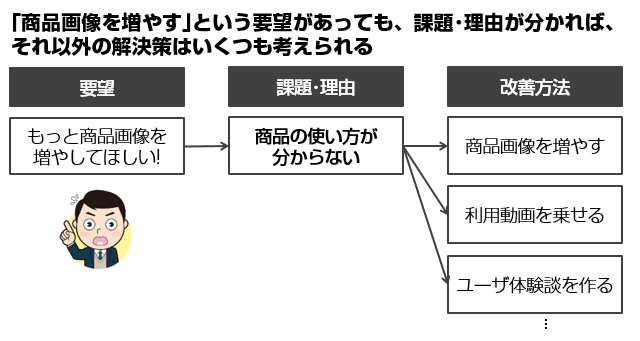 「商品画像を増やす」という要望があっても、課題･理由が分かれば、
それ以外の解決策はいくつも考えられる
要望
課題･理由
改善方法
もっと商品画像を
増やしてほしい!
商品の使い方が
分からない
商品画像を増やす
利用動画を乗せる
ユーザ体験談を作る
…